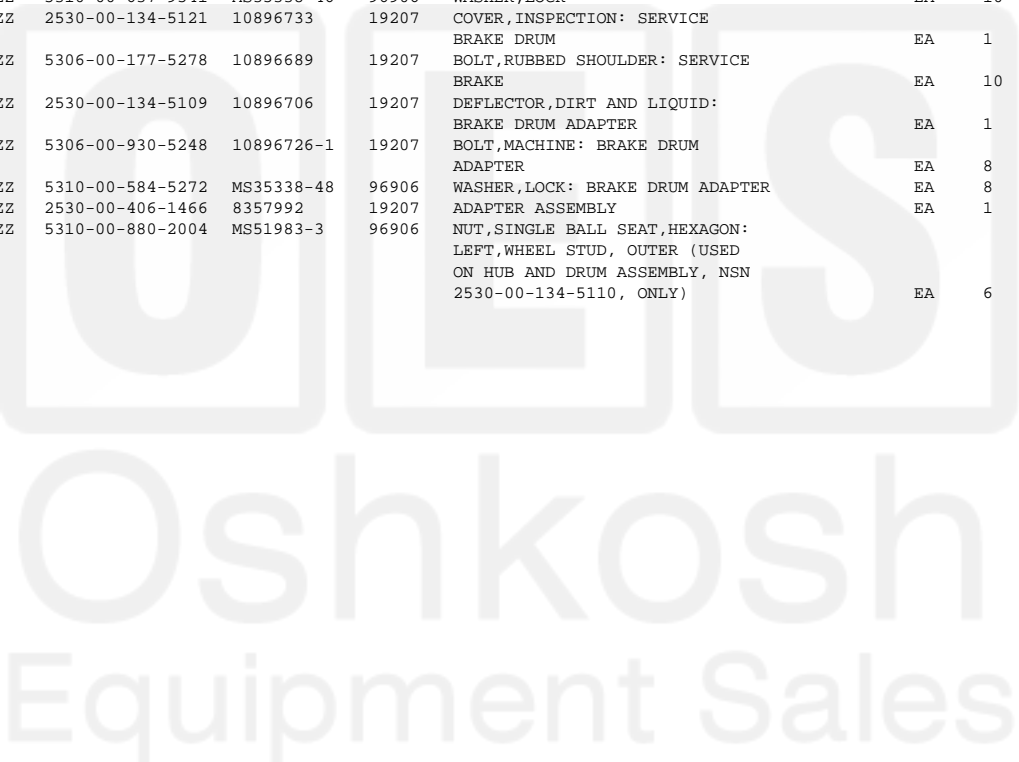 ZZ 2530-00-134-5121 10896733 19207 COVER,INSPECTION: SERVICE
BRAKE DRUM EA 1
ZZ 5306-00-177-5278 10896689 19207 BOLT,RUBBED SHOULDER: SERVICE
BRAKE EA 10
ZZ 2530-00-134-5109 10896706 19207 DEFLECTOR,DIRT AND LIQUID:
BRAKE DRUM ADAPTER EA 1
ZZ 5306-00-930-5248 10896726-1 19207 BOLT,MACHINE: BRAKE DRUM
ADAPTER EA 8
ZZ 5310-00-584-5272 MS35338-48 96906 WASHER,LOCK: BRAKE DRUM ADAPTER EA 8
ZZ 2530-00-406-1466 8357992 19207 ADAPTER ASSEMBLY EA 1
ZZ 5310-00-880-2004 MS51983-3 96906 NUT,SINGLE BALL SEAT,HEXAGON:
LEFT,WHEEL STUD, OUTER (USED
ON HUB AND DRUM ASSEMBLY, NSN
2530-00-134-5110, ONLY) EA 6
OES
Oshkosh
Equipment Sales